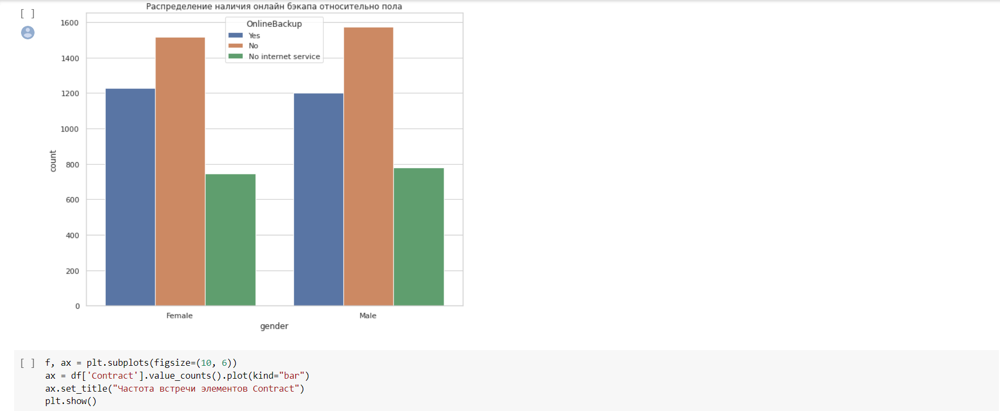 Распределение наличия онлайн бэкапа относительно пола
[ ]
1600
1400
1200
1000
800
600
400
200
0
count
OnlineBackup
Yes
No
No internet service
Female Male
gender
[ ] f, ax = plt.subplots(figsize=(10, 6))
ax = df['Contract'].value_counts().plot(kind="bar")
ax.set_title("Частота встречи элементов Contract")
plt.show()